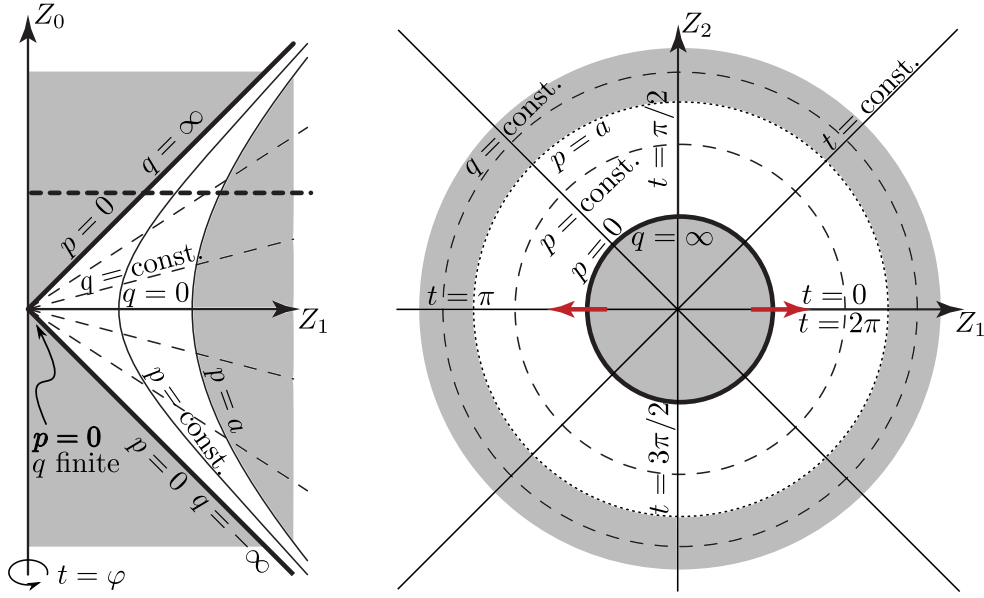 Z₀
q = ∞
p = 0
q = const.
q = 0
Z₁
p = const.
p = a
p = 0
q finite
p = 0
q = −∞
t = φ
Z₂
q = const.
t = const.
p = a
t = π/2
p = const.
p = 0
q = ∞
t = π
t = 0
t = 2π
Z₁
t = 3π/2